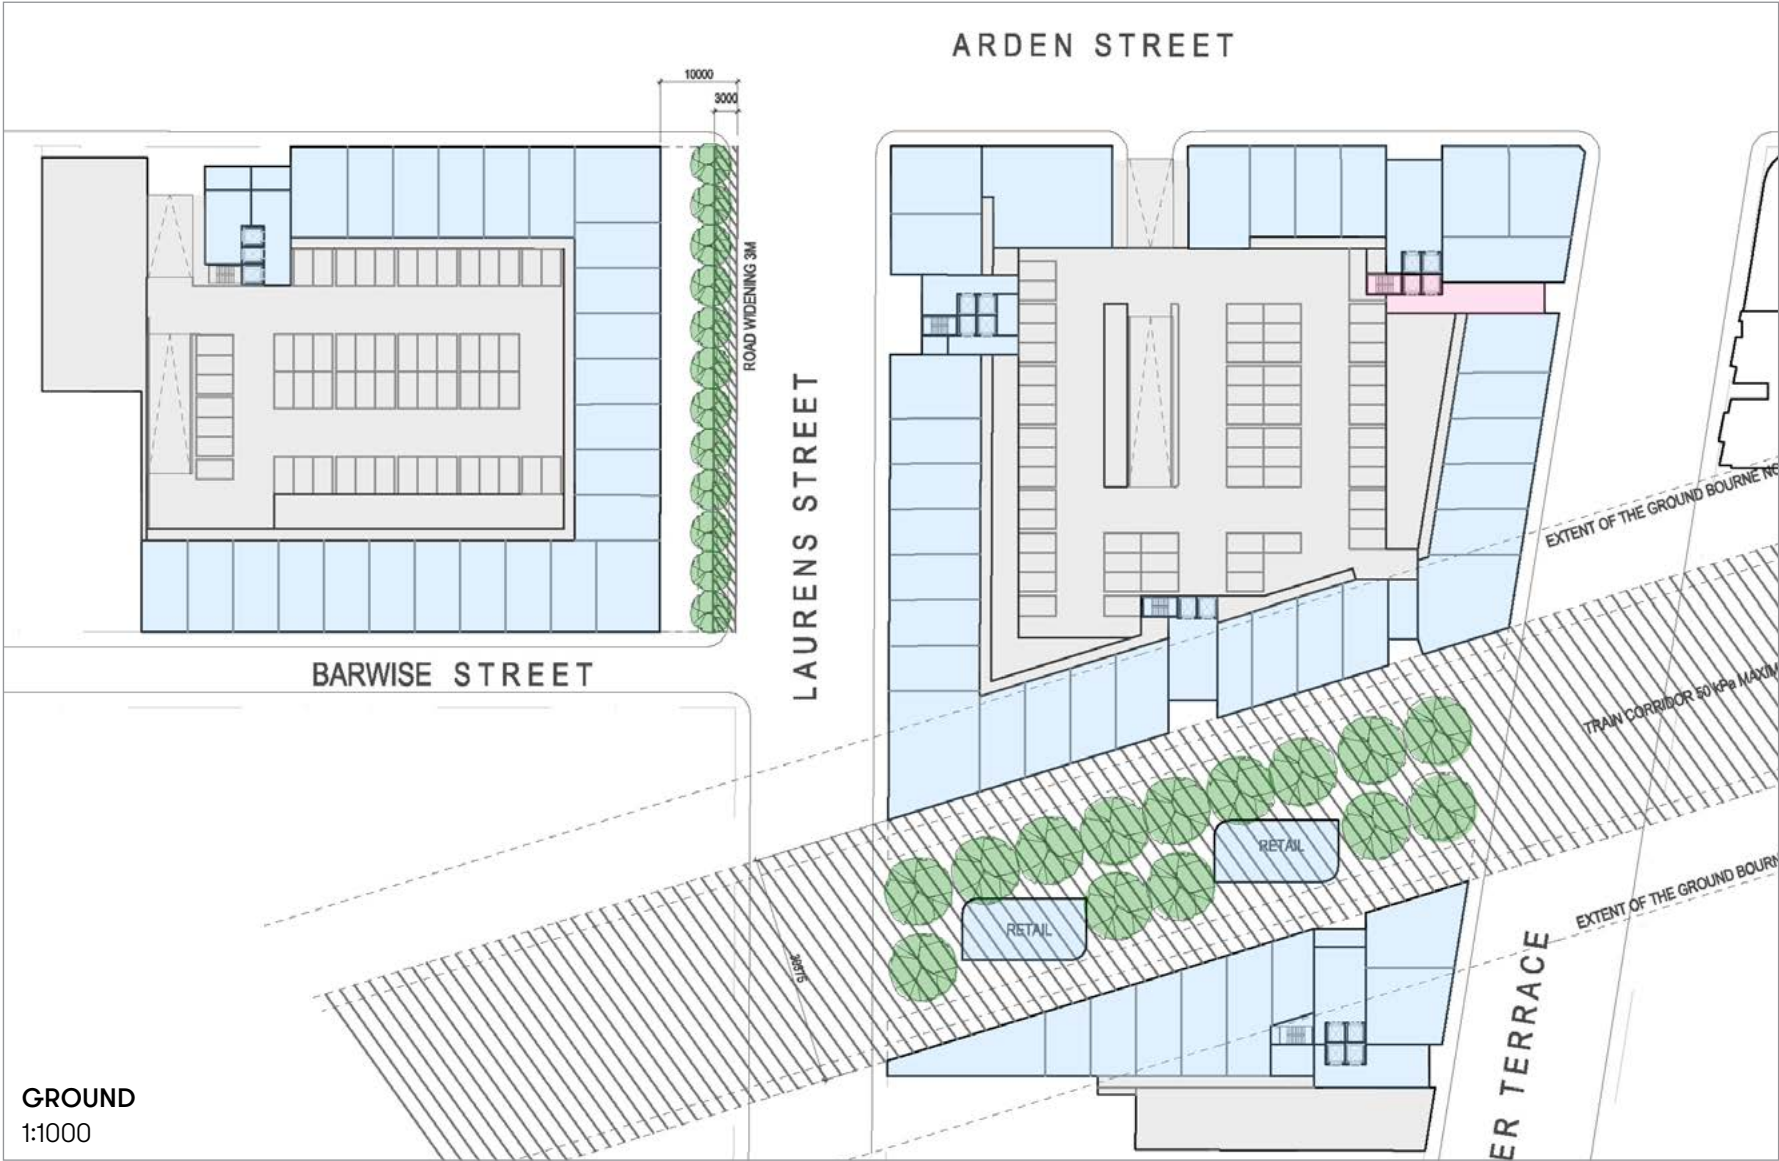 ARDEN STREET
10000
3000
ROAD WIDENING 3M
LAURENS STREET
BARWISE STREET
EXTENT OF THE GROUND BOURNE NO
TRAIN CORRIDOR 50 kPa MAXIM
RETAIL
RETAIL
EXTENT OF THE GROUND BOURN
ER TERRACE
GROUND
1:1000